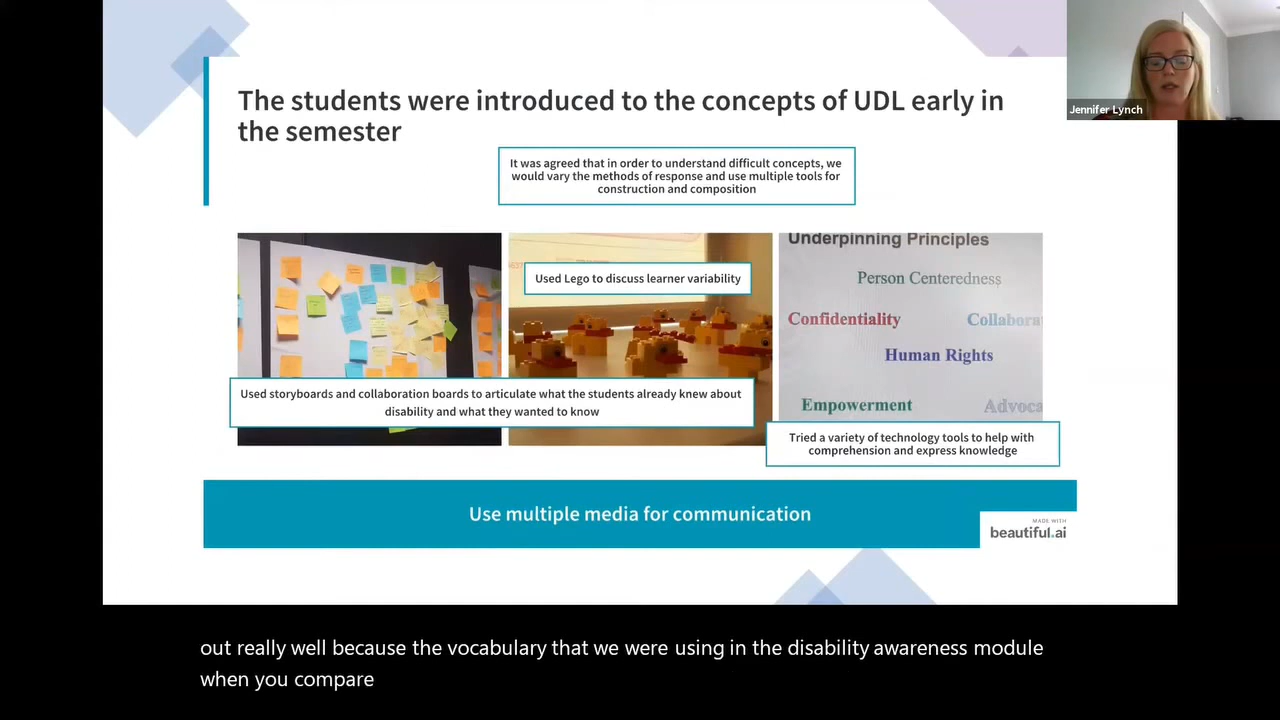 The students were introduced to the concepts of UDL early in
the semester
Jennifer Lynch
It was agreed that in order to understand difficult concepts, we
would vary the methods of response and use multiple tools for
construction and composition
Used Lego to discuss learner variability
Underpinning Principles
Person Centeredness
Confidentiality
Collabora
Human Rights
Empowerment
Advoca
Used storyboards and collaboration boards to articulate what the students already knew about
disability and what they wanted to know
Tried a variety of technology tools to help with
comprehension and express knowledge
Use multiple media for communication
MADE WITH
beautiful.ai
out really well because the vocabulary that we were using in the disability awareness module
when you compare